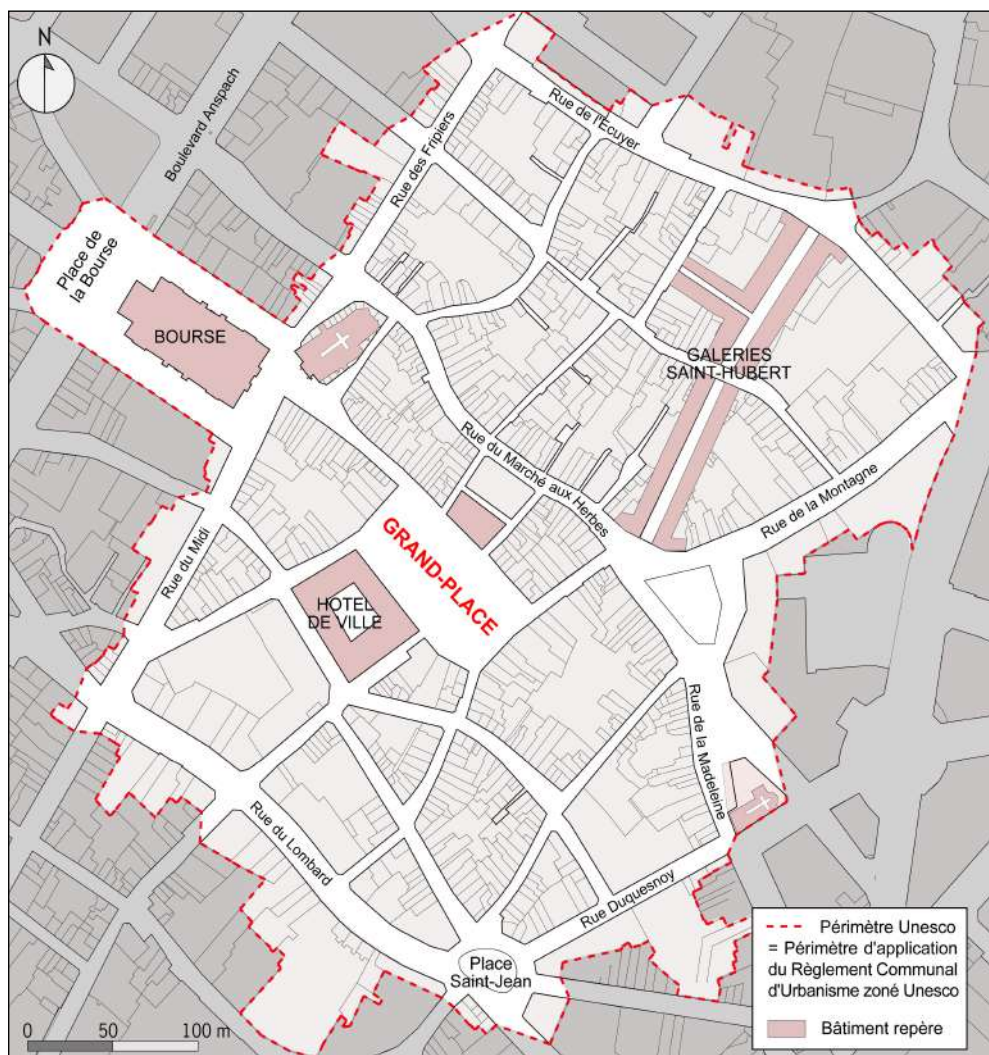 N
Boulevard Anspach
Rue des Fripiers
Rue de l'Ecuyer
Place de
la Bourse
BOURSE
GALERIES
SAINT-HUBERT
Rue du Marché aux Herbes
Rue de la Montagne
GRAND-PLACE
Rue du Midi
HOTEL
DE VILLE
Rue de la Madeleine
Rue du Lombard
Rue Duquesnoy
Place
Saint-Jean
Périmètre Unesco
= Périmètre d'application
du Règlement Communal
d'Urbanisme zoné Unesco
Bâtiment repère
0 50 100 m